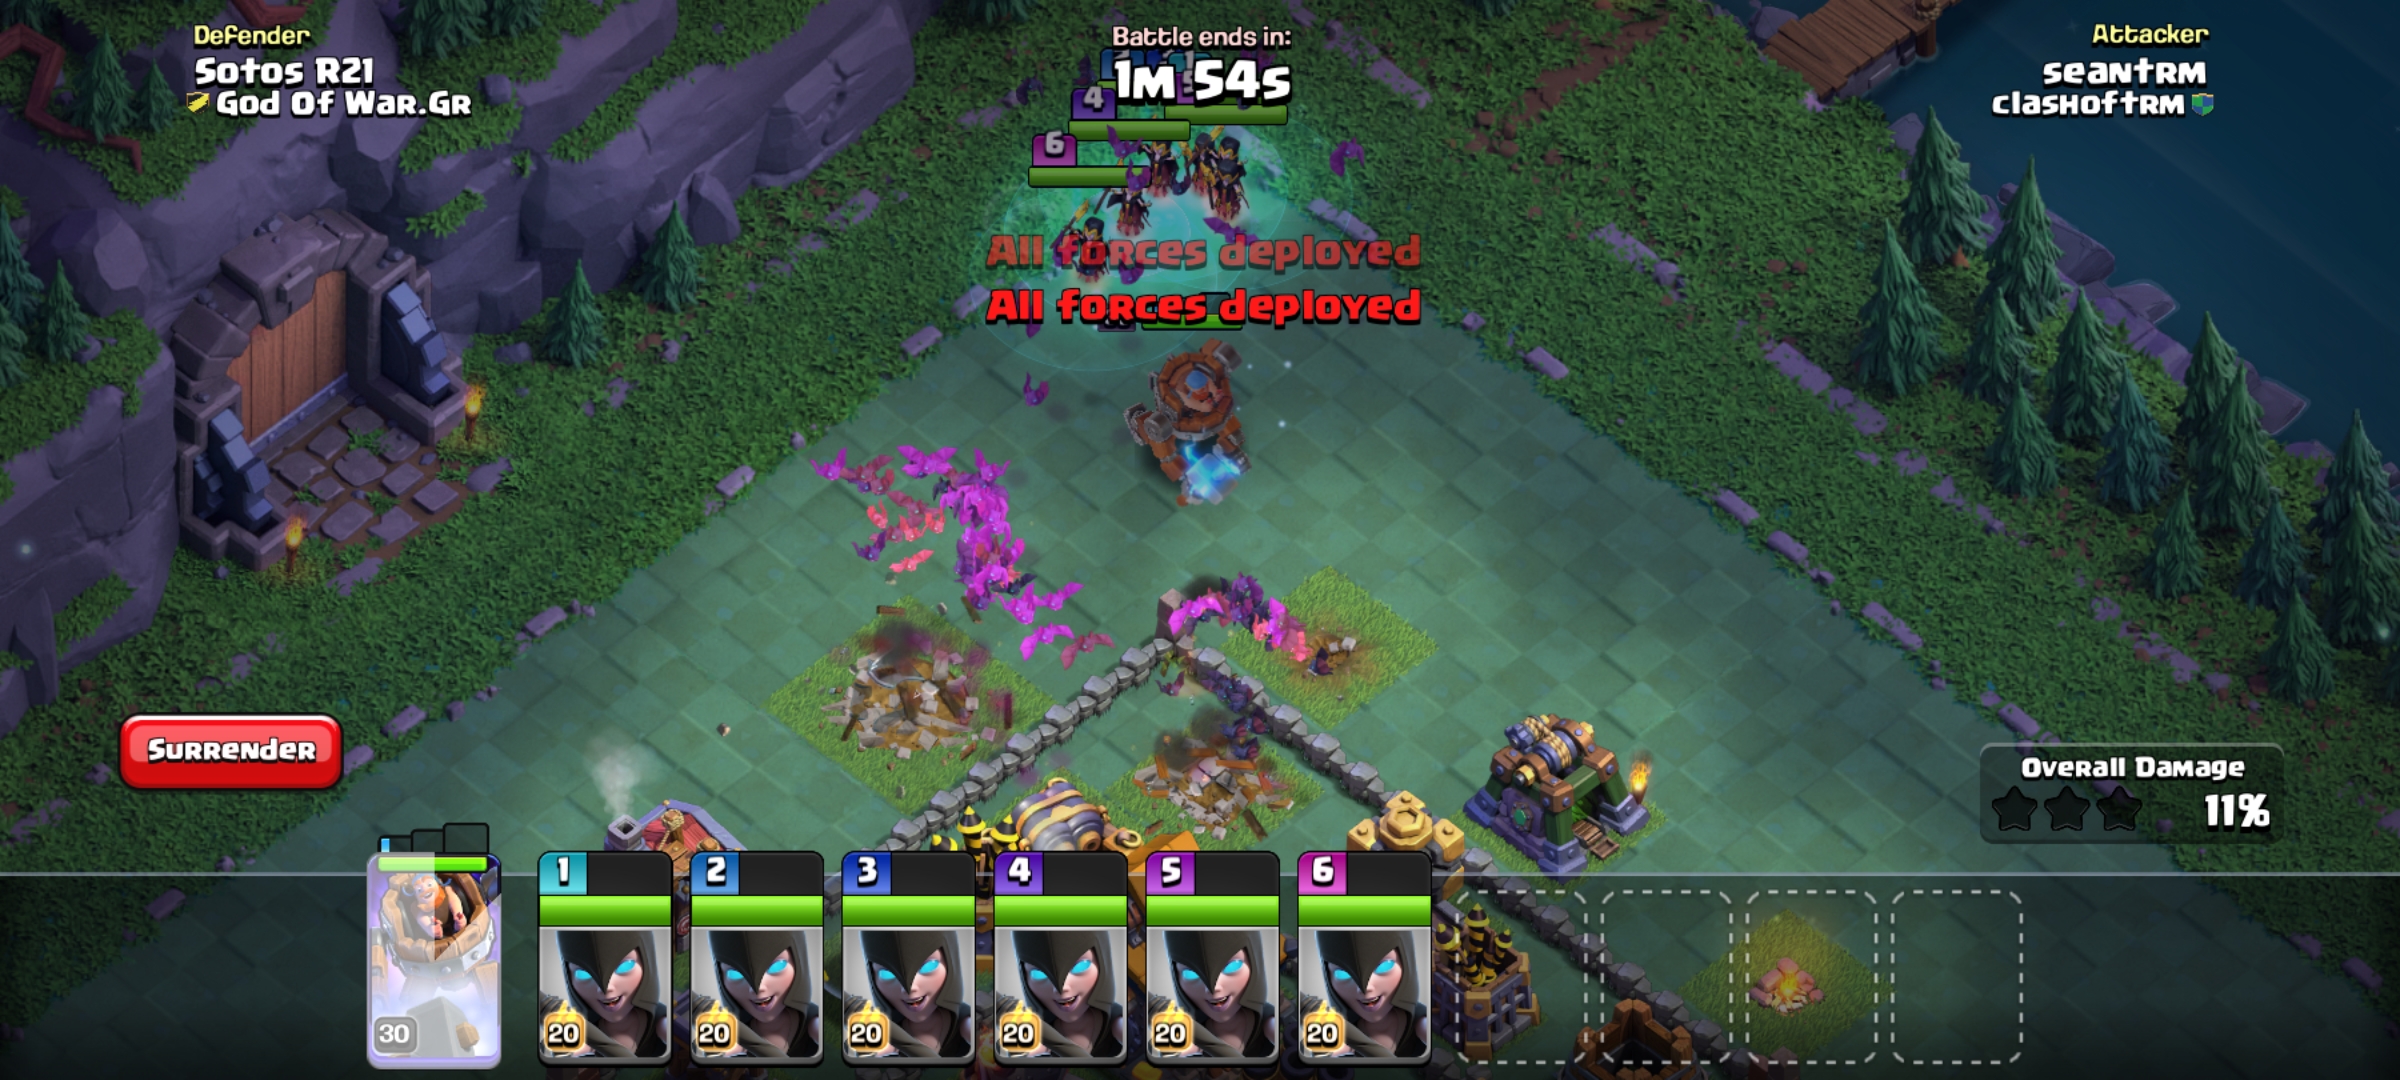 Defender
Sotos R21
God Of War.Gr
Battle ends in:
1m 54s
Attacker
seantRM
clashoftRM
4
6
All forces deployed
All forces deployed
Surrender
Overall Damage
11%
1
2
3
4
5
6
30
20
20
20
20
20
20